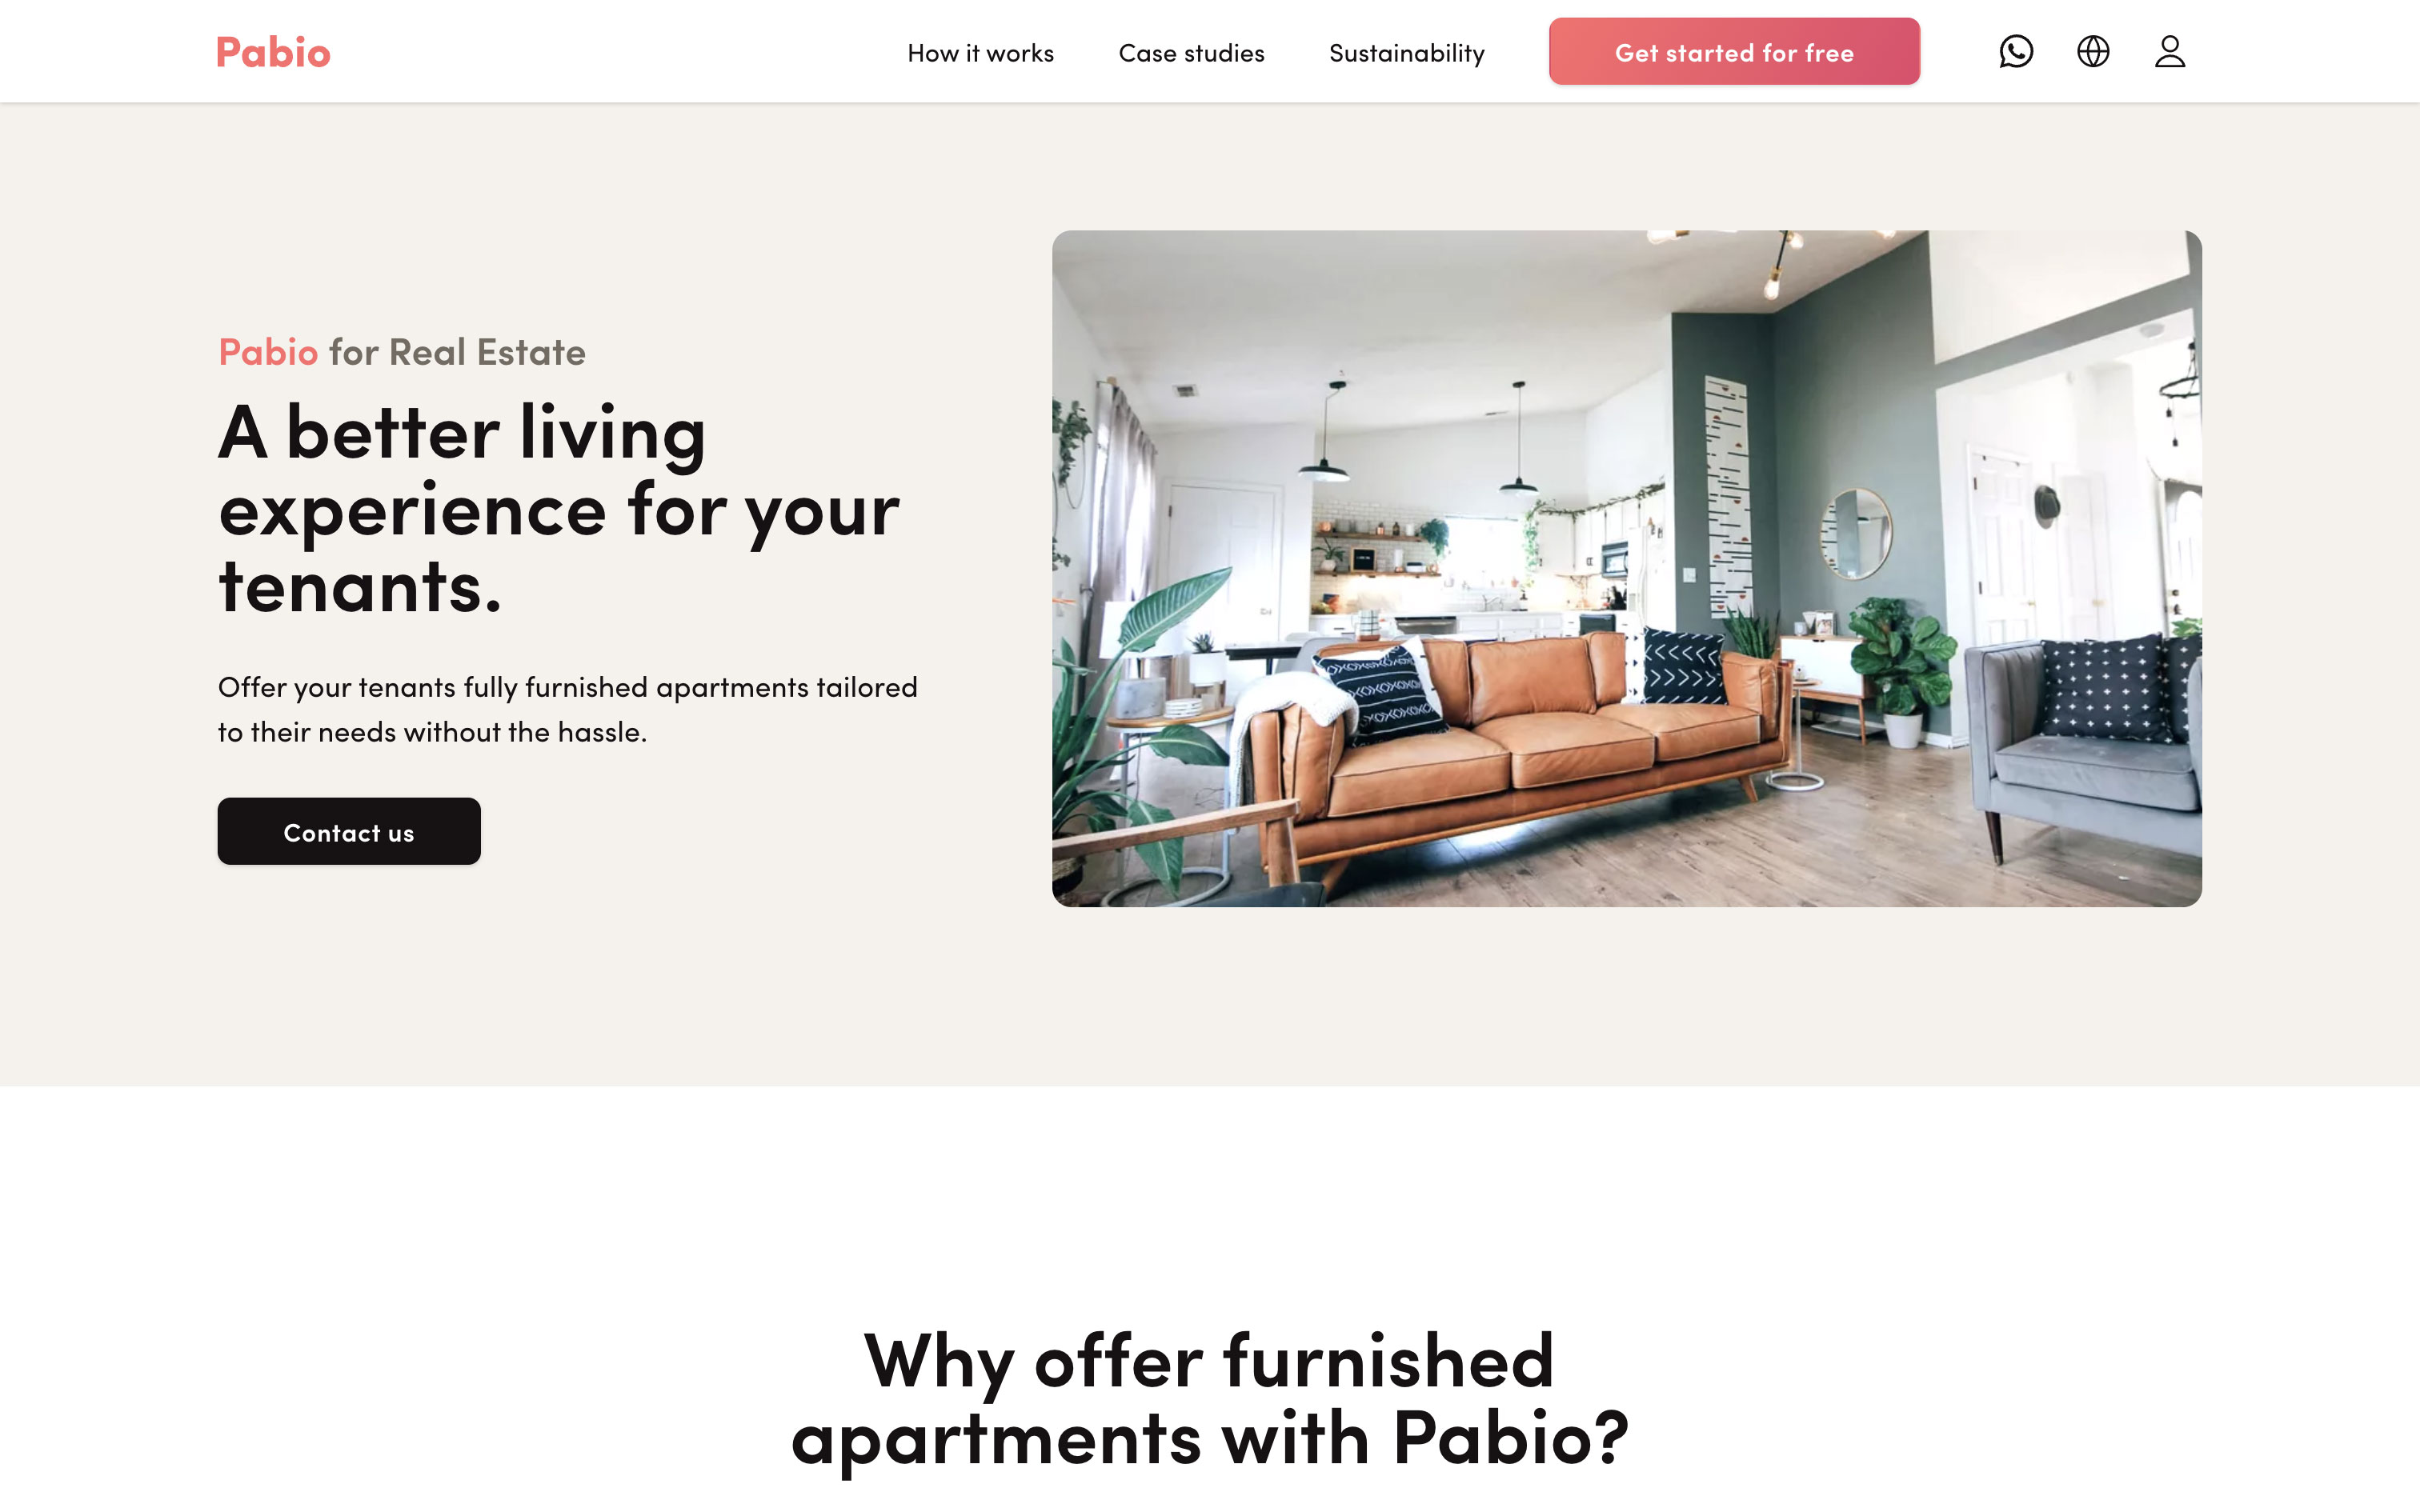 Pabio
How it works
Case studies
Sustainability
Get started for free
Pabio for Real Estate
A better living
experience for your
tenants.
Offer your tenants fully furnished apartments tailored
to their needs without the hassle.
Contact us
Why offer furnished
apartments with Pabio?